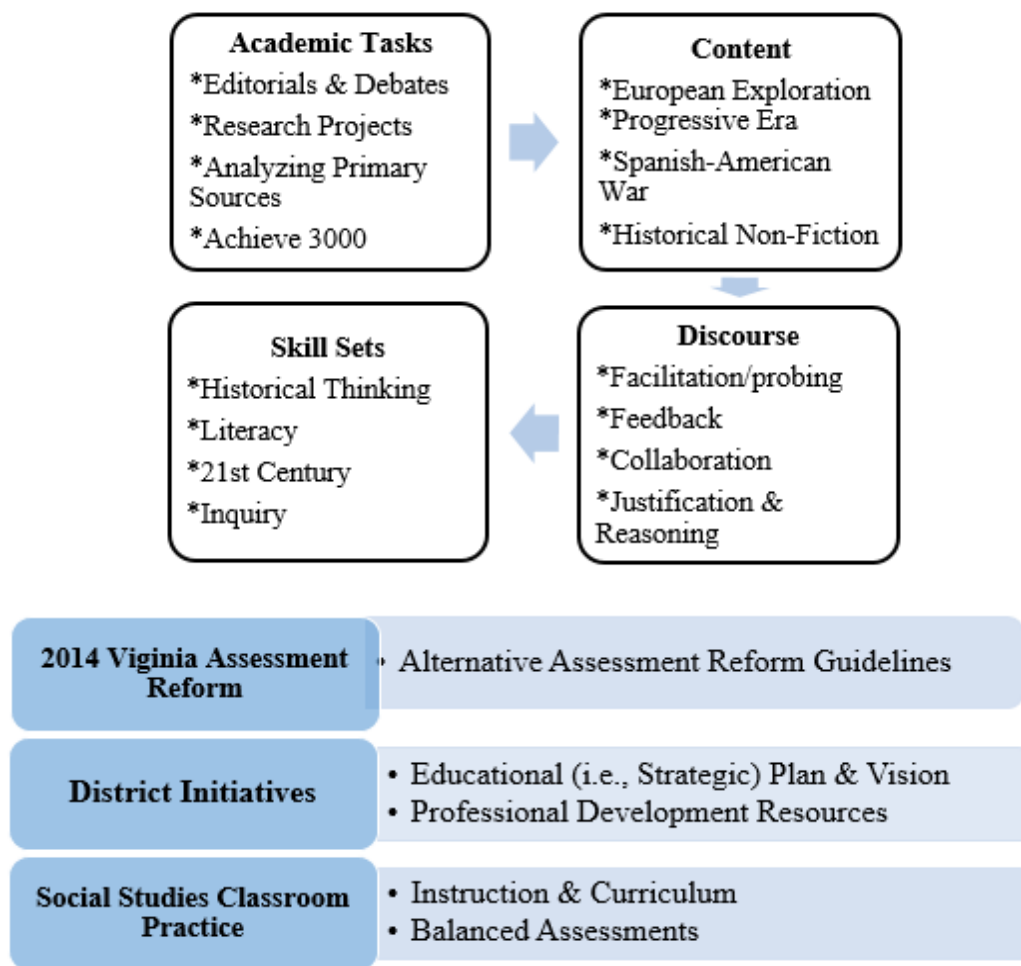 Academic Tasks
*Editorials & Debates
*Research Projects
*Analyzing Primary
Sources
*Achieve 3000
Content
*European Exploration
*Progressive Era
*Spanish-American
War
*Historical Non-Fiction
Discourse
*Facilitation/probing
*Feedback
*Collaboration
*Justification &
Reasoning
Skill Sets
*Historical Thinking
*Literacy
*21st Century
*Inquiry
2014 Viginia Assessment
Reform
• Alternative Assessment Reform Guidelines
District Initiatives
• Educational (i.e., Strategic) Plan & Vision
• Professional Development Resources
Social Studies Classroom
Practice
• Instruction & Curriculum
• Balanced Assessments